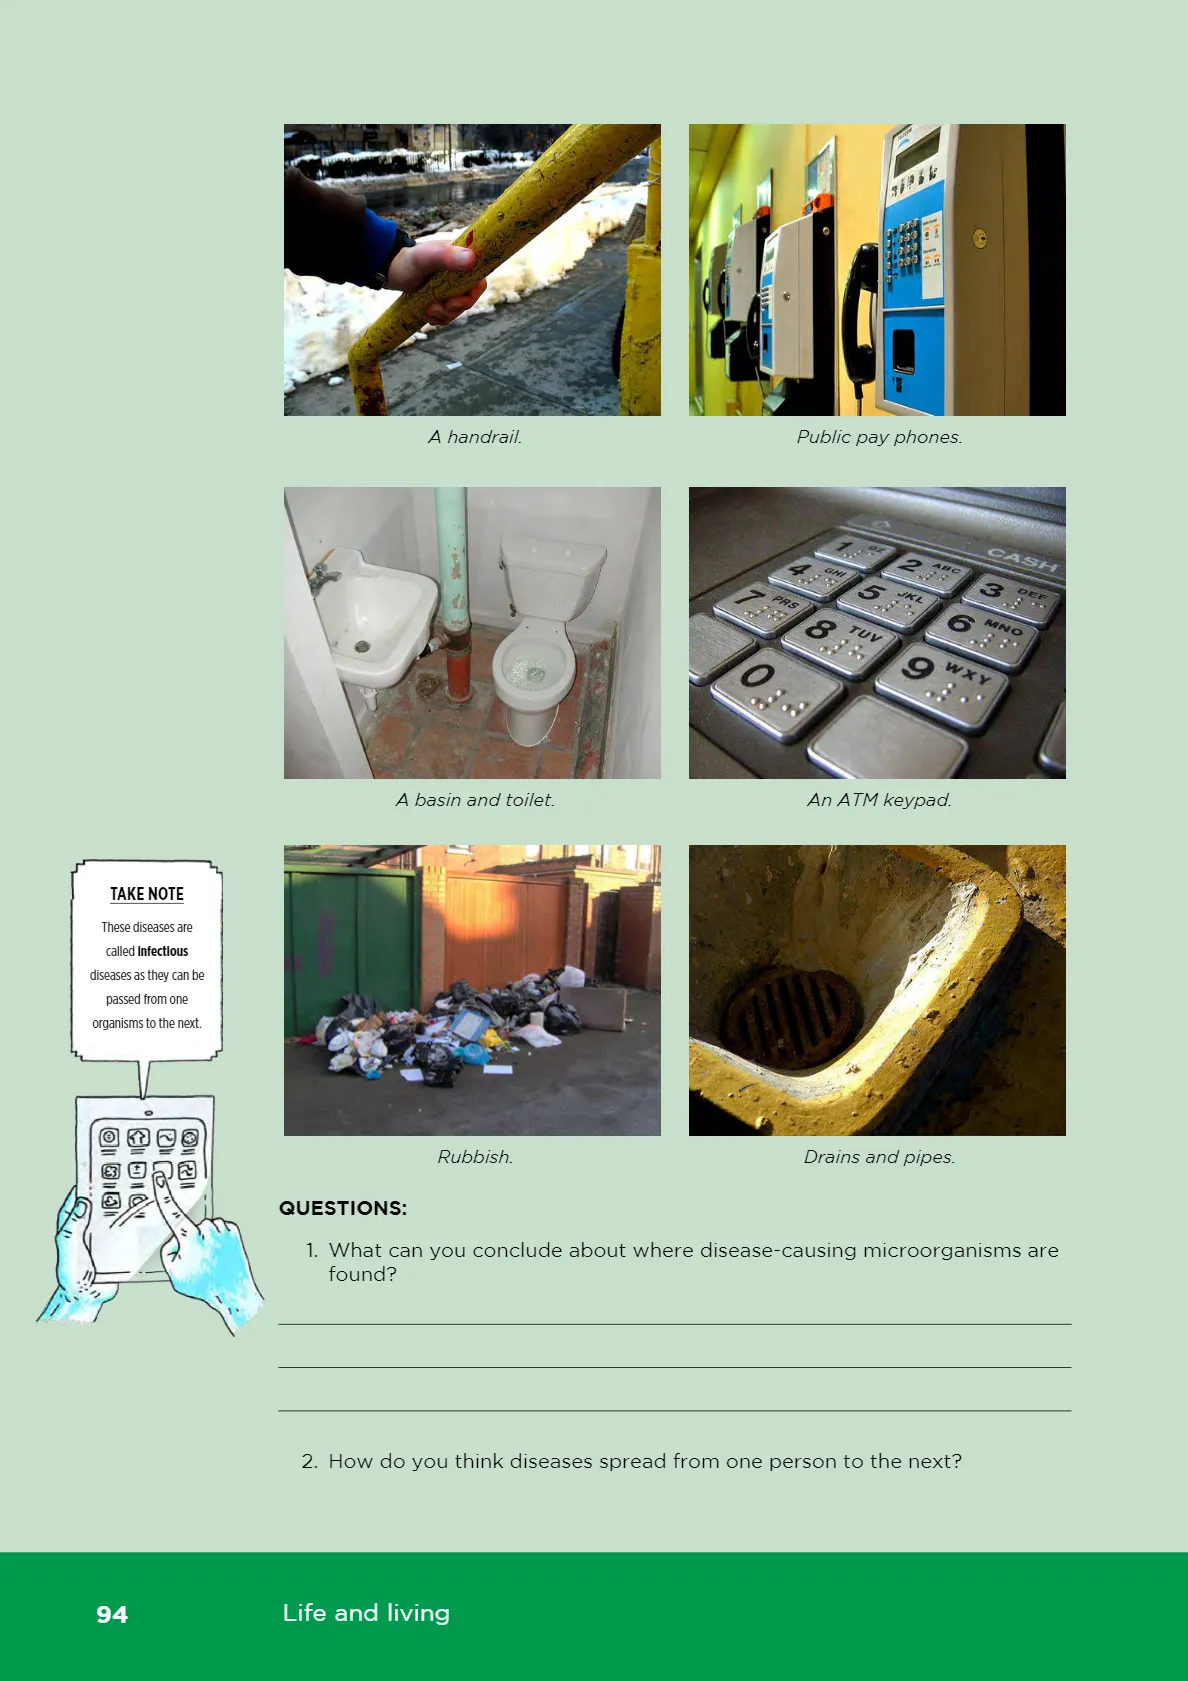 A handrail.
Public pay phones.
A basin and toilet.
1 OZ
2 ABC
3 DEF
4 GHI
5 JKL
6 MNO
7 PRS
8 TUV
9 WXY
0
CASH
An ATM keypad.
Rubbish.
Drains and pipes.
TAKE NOTE
These diseases are
called infectious
diseases as they can be
passed from one
organisms to the next.
QUESTIONS:
1. What can you conclude about where disease-causing microorganisms are
found?
2. How do you think diseases spread from one person to the next?
94
Life and living